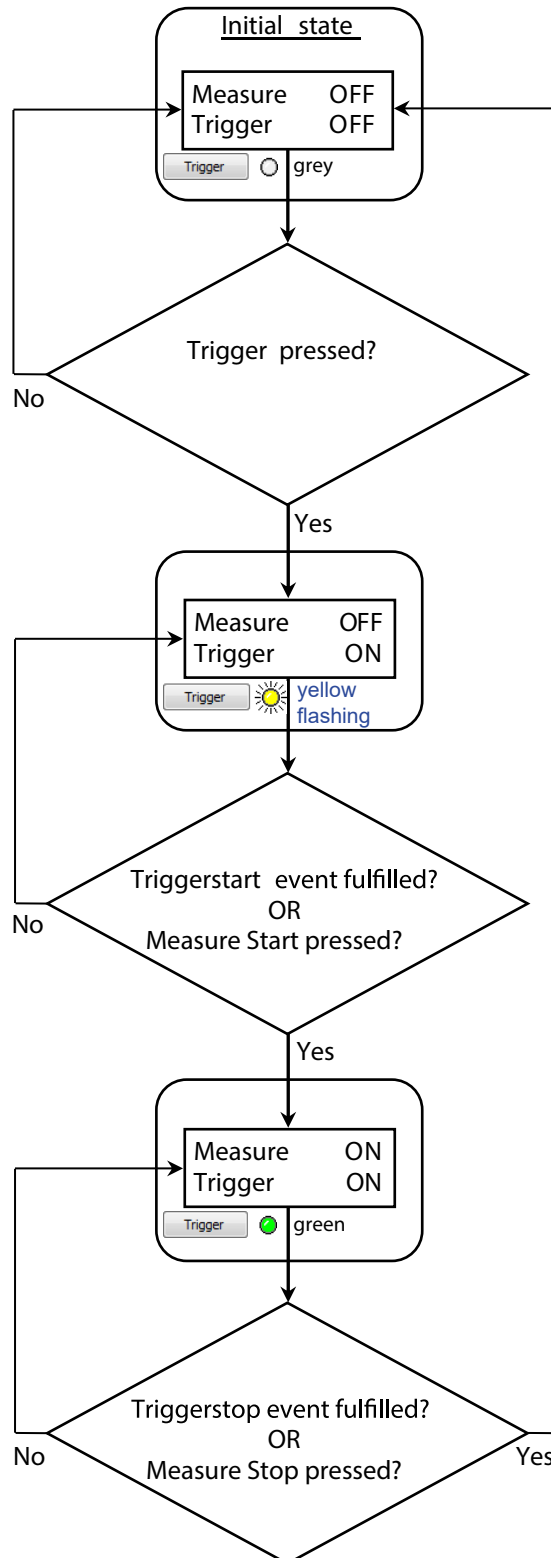 Initial state
Measure OFF
Trigger OFF
Trigger grey
Trigger pressed?
No
Yes
Measure OFF
Trigger ON
Trigger yellow
flashing
Triggerstart event fulfilled?
OR
Measure Start pressed?
No
Yes
Measure ON
Trigger ON
Trigger green
Triggerstop event fulfilled?
OR
Measure Stop pressed?
No Yes